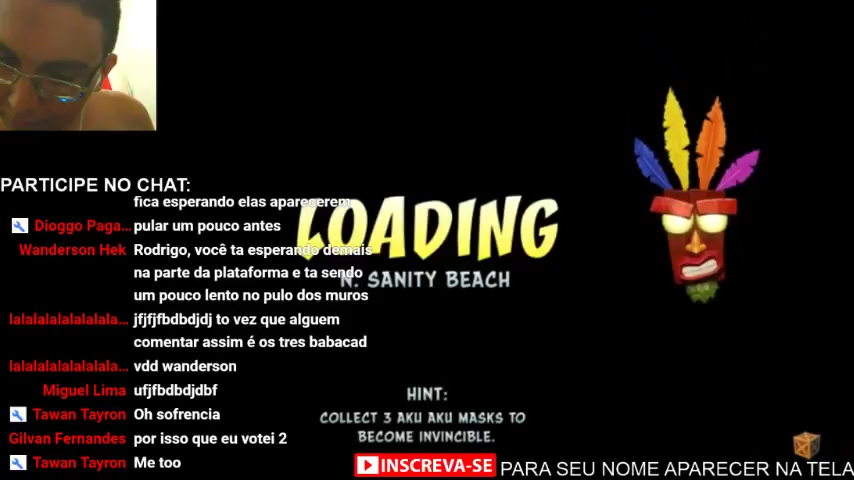 PARTICIPE NO CHAT:
fica esperando elas aparecerem
Dioggo Paga... pular um pouco antes
Wanderson Hek Rodrigo, você ta esperando demais
na parte da plataforma e ta sendo
um pouco lento no pulo dos muros
lalalalalalalalala... jfjfjfbdbdjdj to vez que alguem
comentar assim é os tres babacad
lalalalalalalalala... vdd wanderson
Miguel Lima ufjfbdbdjdbf
Tawan Tayron Oh sofrencia
Gilvan Fernandes por isso que eu votei 2
Tawan Tayron Me too
LOADING
N. SANITY BEACH
HINT:
COLLECT 3 AKU AKU MASKS TO
BECOME INVINCIBLE.
INSCREVA-SE PARA SEU NOME APARECER NA TELA